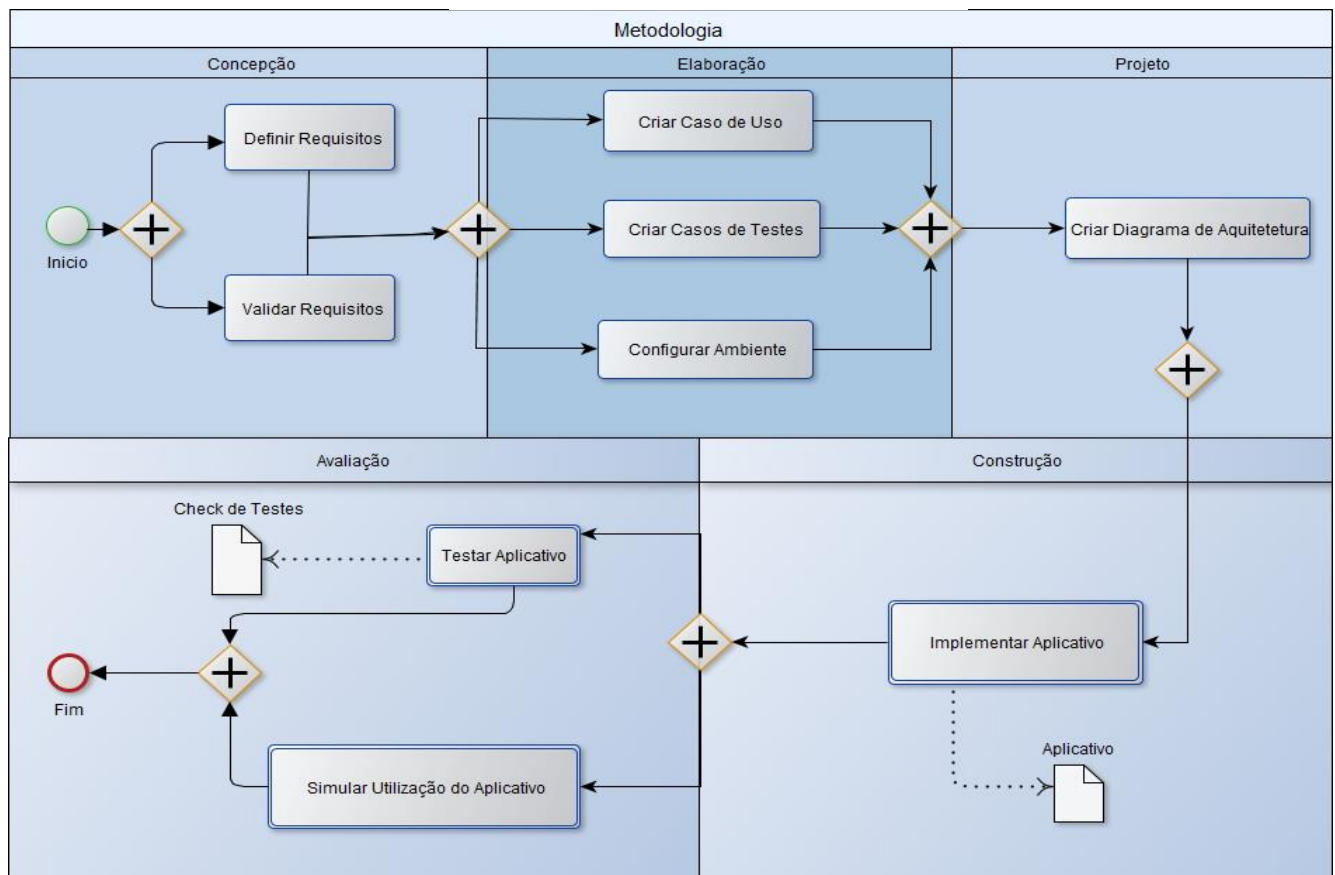 Metodologia
Concepção
Elaboração
Projeto
Definir Requisitos
Criar Caso de Uso
Inicio
Criar Casos de Testes
Criar Diagrama de Aquitetetura
Validar Requisitos
Configurar Ambiente
Avaliação
Construção
Check de Testes
Testar Aplicativo
Implementar Aplicativo
Fim
Simular Utilização do Aplicativo
Aplicativo